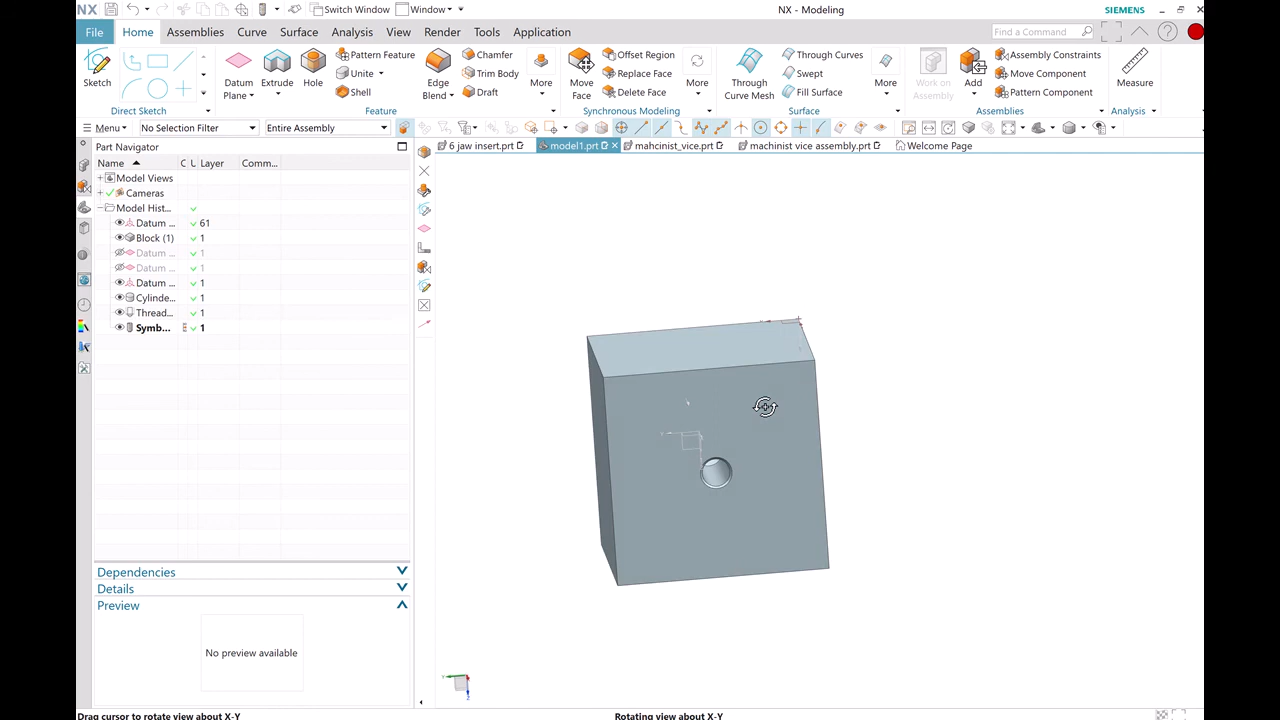 NX
Switch Window
Window
NX - Modeling
SIEMENS
File
Home
Assemblies
Curve
Surface
Analysis
View
Render
Tools
Application
Find a Command
Sketch
Direct Sketch
Datum Plane
Extrude
Hole
Pattern Feature
Unite
Shell
Feature
Edge Blend
Chamfer
Trim Body
Draft
More
Move Face
Offset Region
Replace Face
Delete Face
More
Synchronous Modeling
Through Curve Mesh
Through Curves
Swept
Fill Surface
More
Surface
Work on Assembly
Add
Assembly Constraints
Move Component
Pattern Component
Assemblies
Measure
Analysis
Menu
No Selection Filter
Entire Assembly
Part Navigator
6 jaw insert.prt
model1.prt
mahcinist_vice.prt
machinist vice assembly.prt
Welcome Page
Name C L Layer Comm...
Model Views
Cameras
Model Hist...
Datum ... 61
Block (1) 1
Datum ... 1
Datum ... 1
Datum ... 1
Cylinde... 1
Thread... 1
Symb... 1
Dependencies
Details
Preview
No preview available
Drag cursor to rotate view about X-Y
Rotating view about X-Y